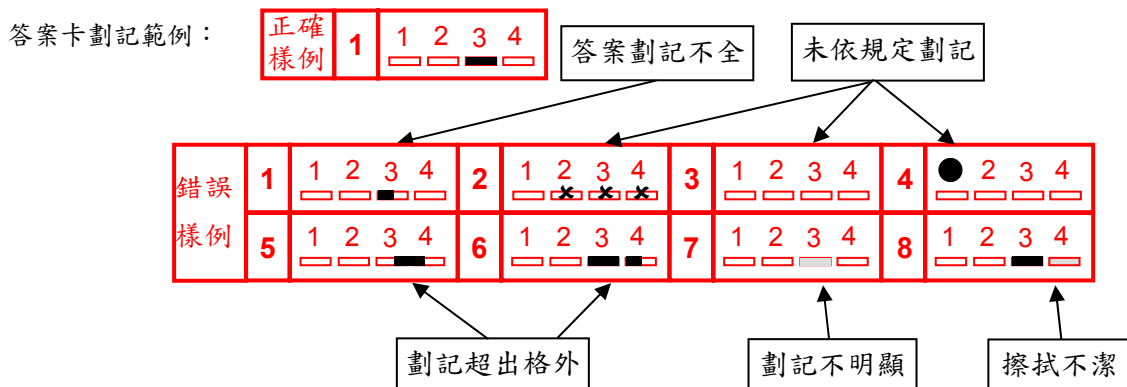 答案卡劃記範例：
正確
樣例
1
1 2 3 4
答案劃記不全
未依規定劃記
錯誤
樣例
1
1 2 3 4
2
1 2 3 4
3
1 2 3 4
4
2 3 4
5
1 2 3 4
6
1 2 3 4
7
1 2 3 4
8
1 2 3 4
劃記超出格外
劃記不明顯
擦拭不潔